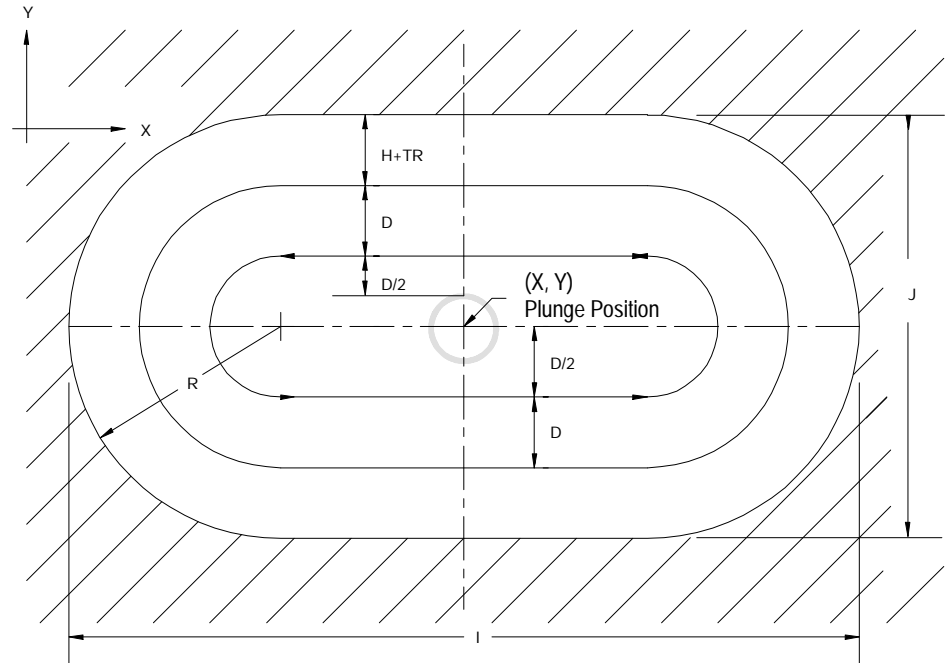 Y
X
H+TR
D
D/2
(X, Y)
Plunge Position
J
D/2
R
D
I